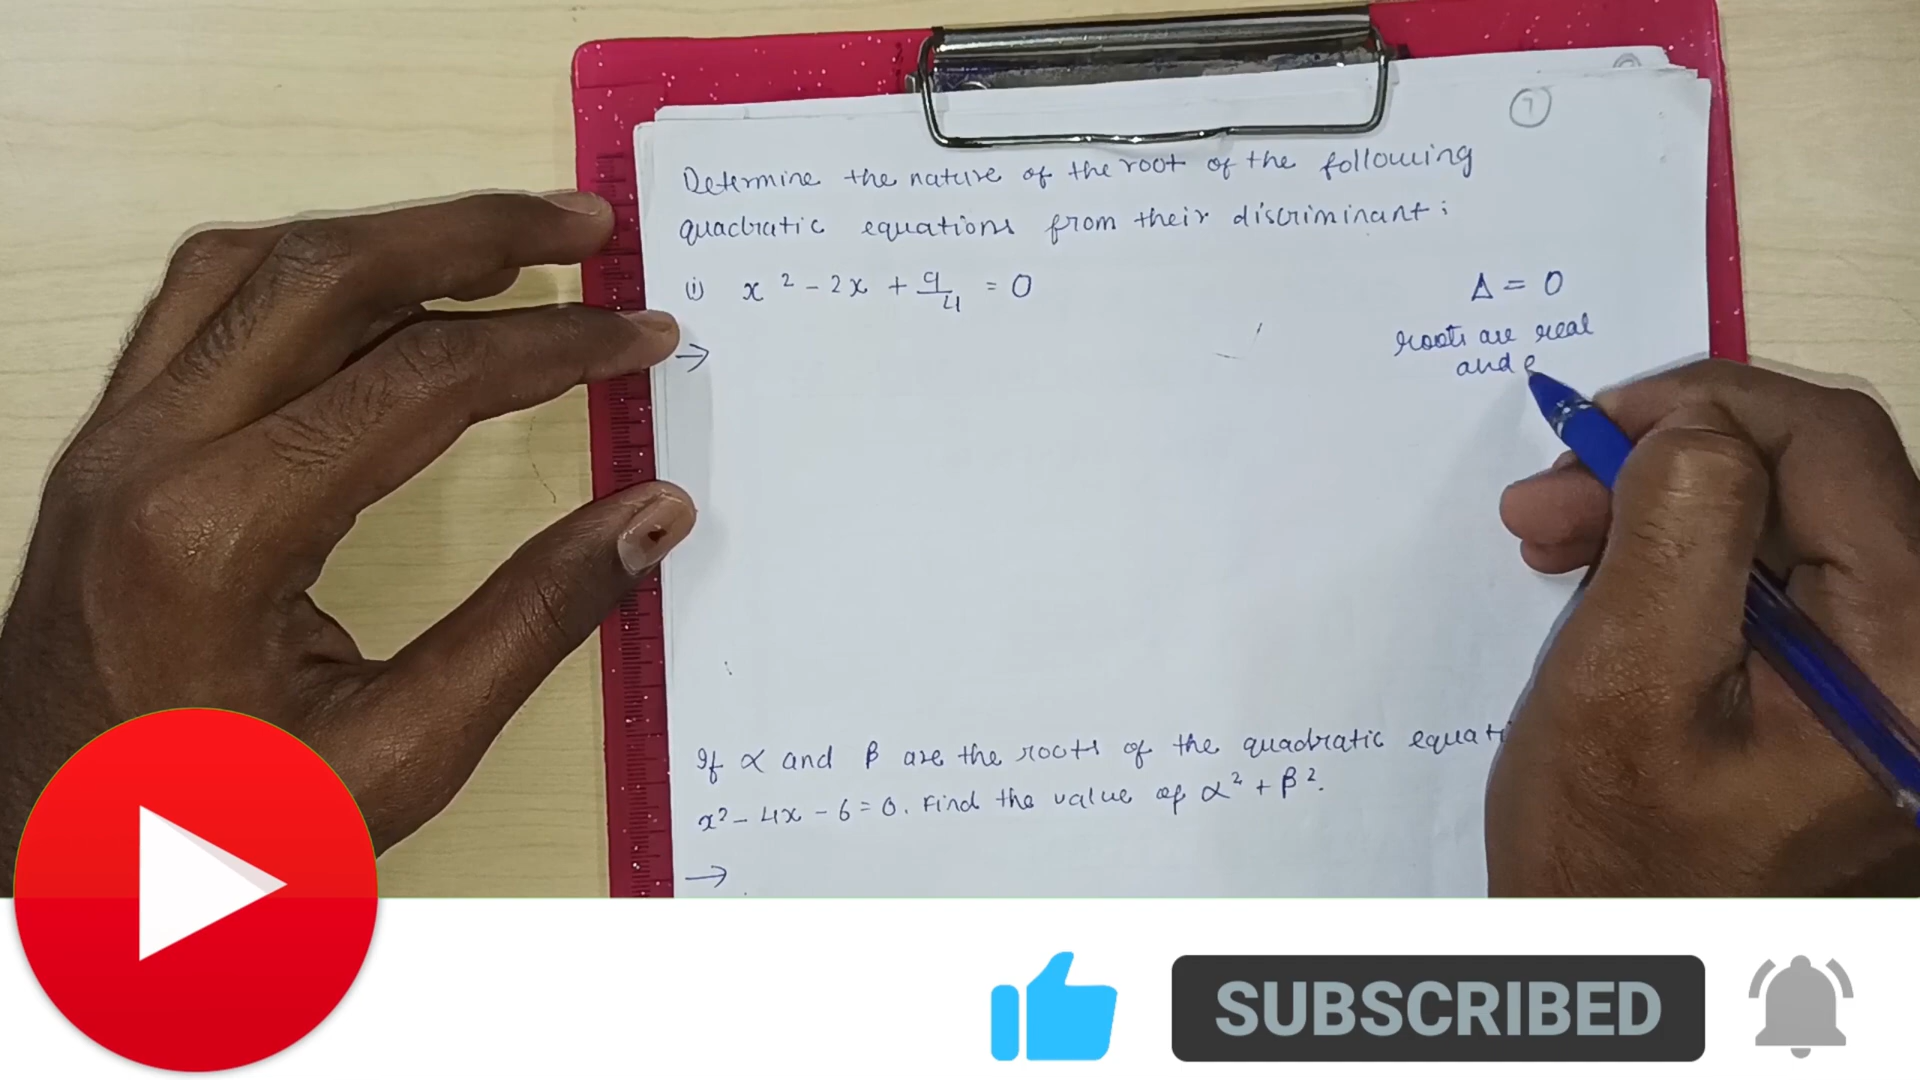 7
Determine the nature of the root of the following
quadratic equations from their discriminant:
(i) x² - 2x + 9/4 = 0
Δ = 0
roots are real
and e
→
If α and β are the roots of the quadratic equati
x² - 4x - 6 = 0. Find the value of α² + β².
→
SUBSCRIBED